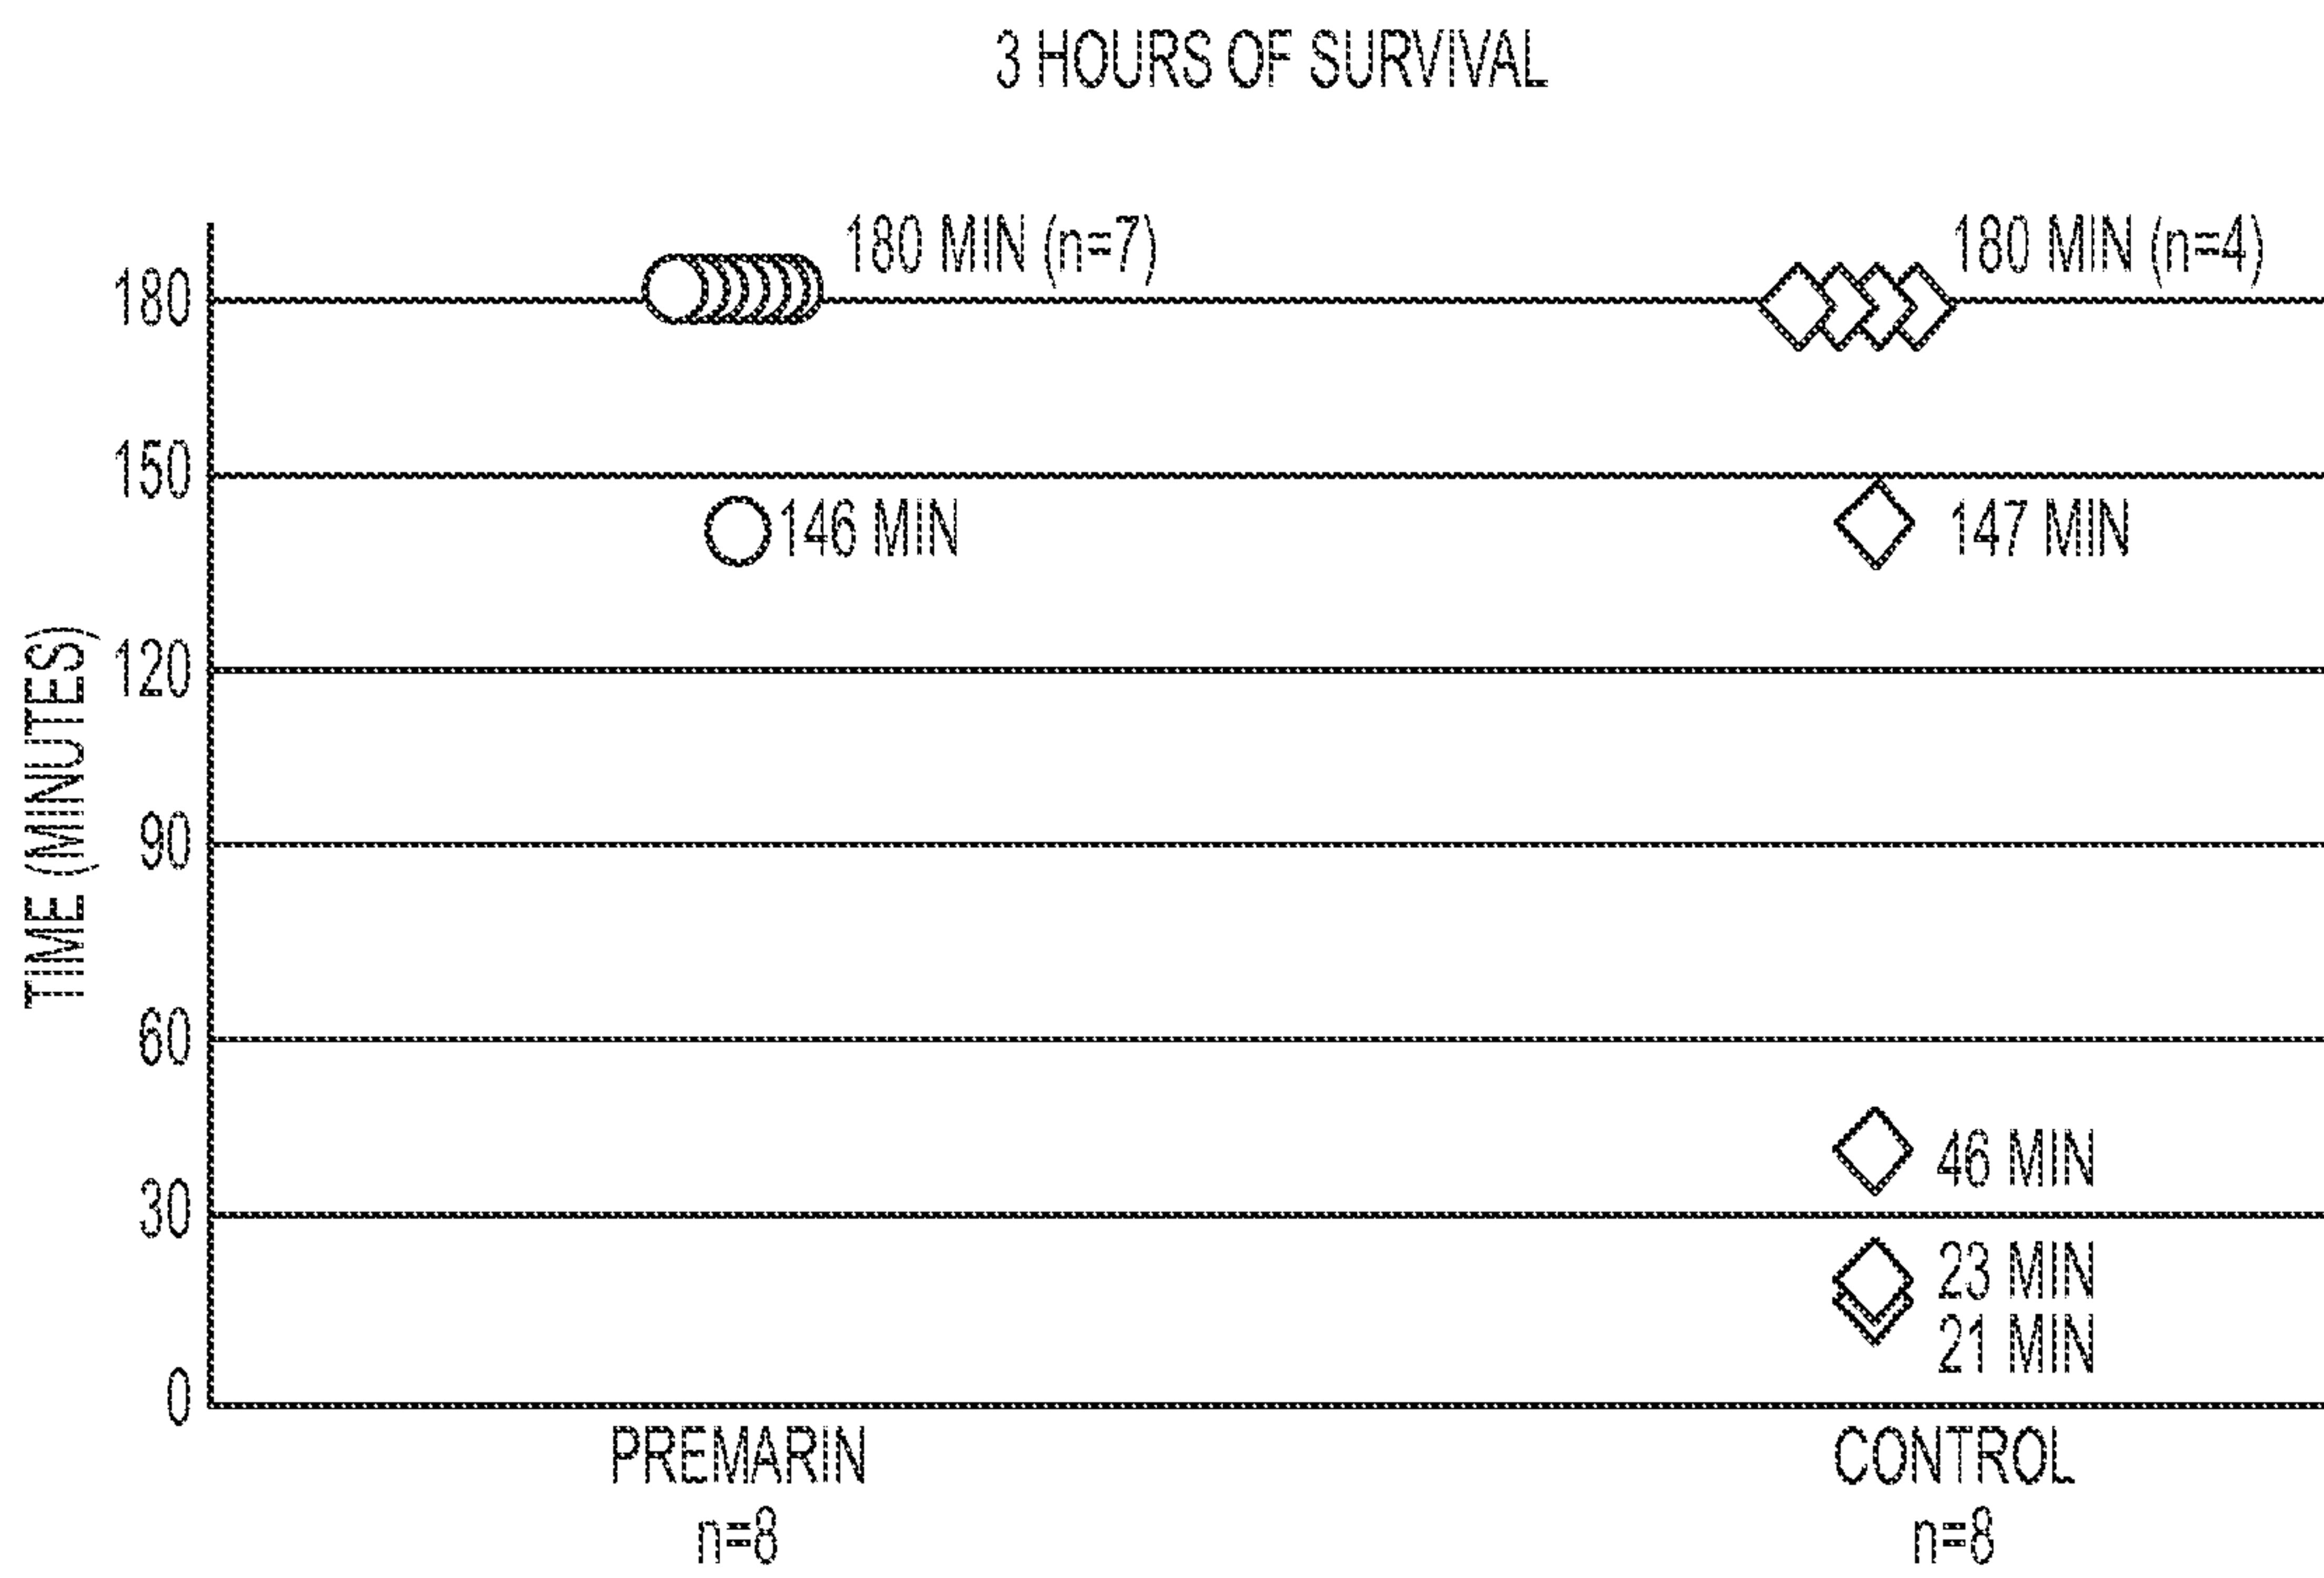 3 HOURS OF SURVIVAL
180 MIN (n=7)
180 MIN (n=4)
180
150
146 MIN
147 MIN
120
TIME (MINUTES)
90
60
46 MIN
30
23 MIN
21 MIN
0
PREMARIN
n=8
CONTROL
n=8